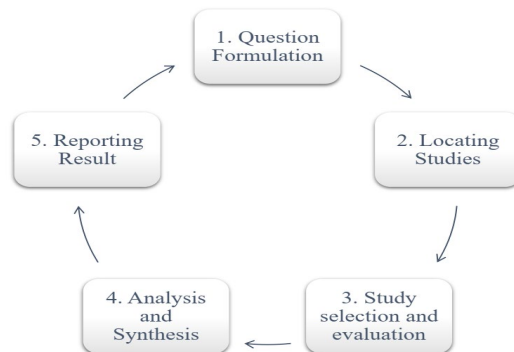 1. Question
Formulation
2. Locating
Studies
3. Study
selection and
evaluation
4. Analysis
and
Synthesis
5. Reporting
Result